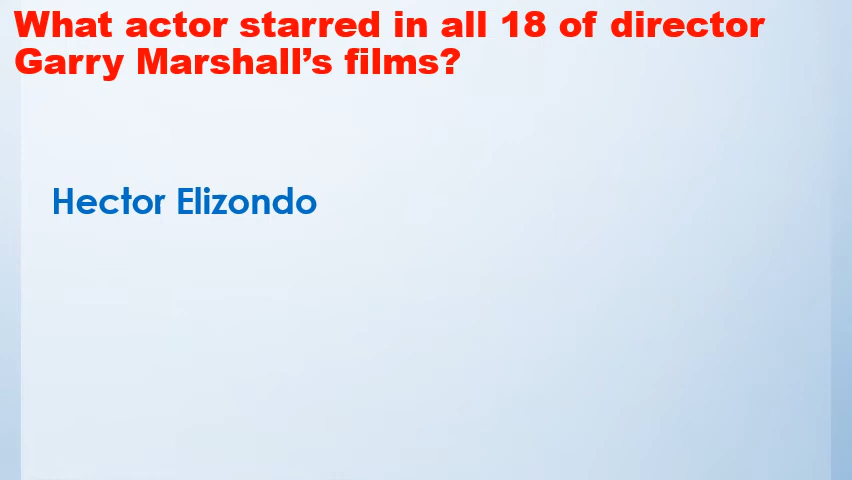 What actor starred in all 18 of director
Garry Marshall’s films?
Hector Elizondo